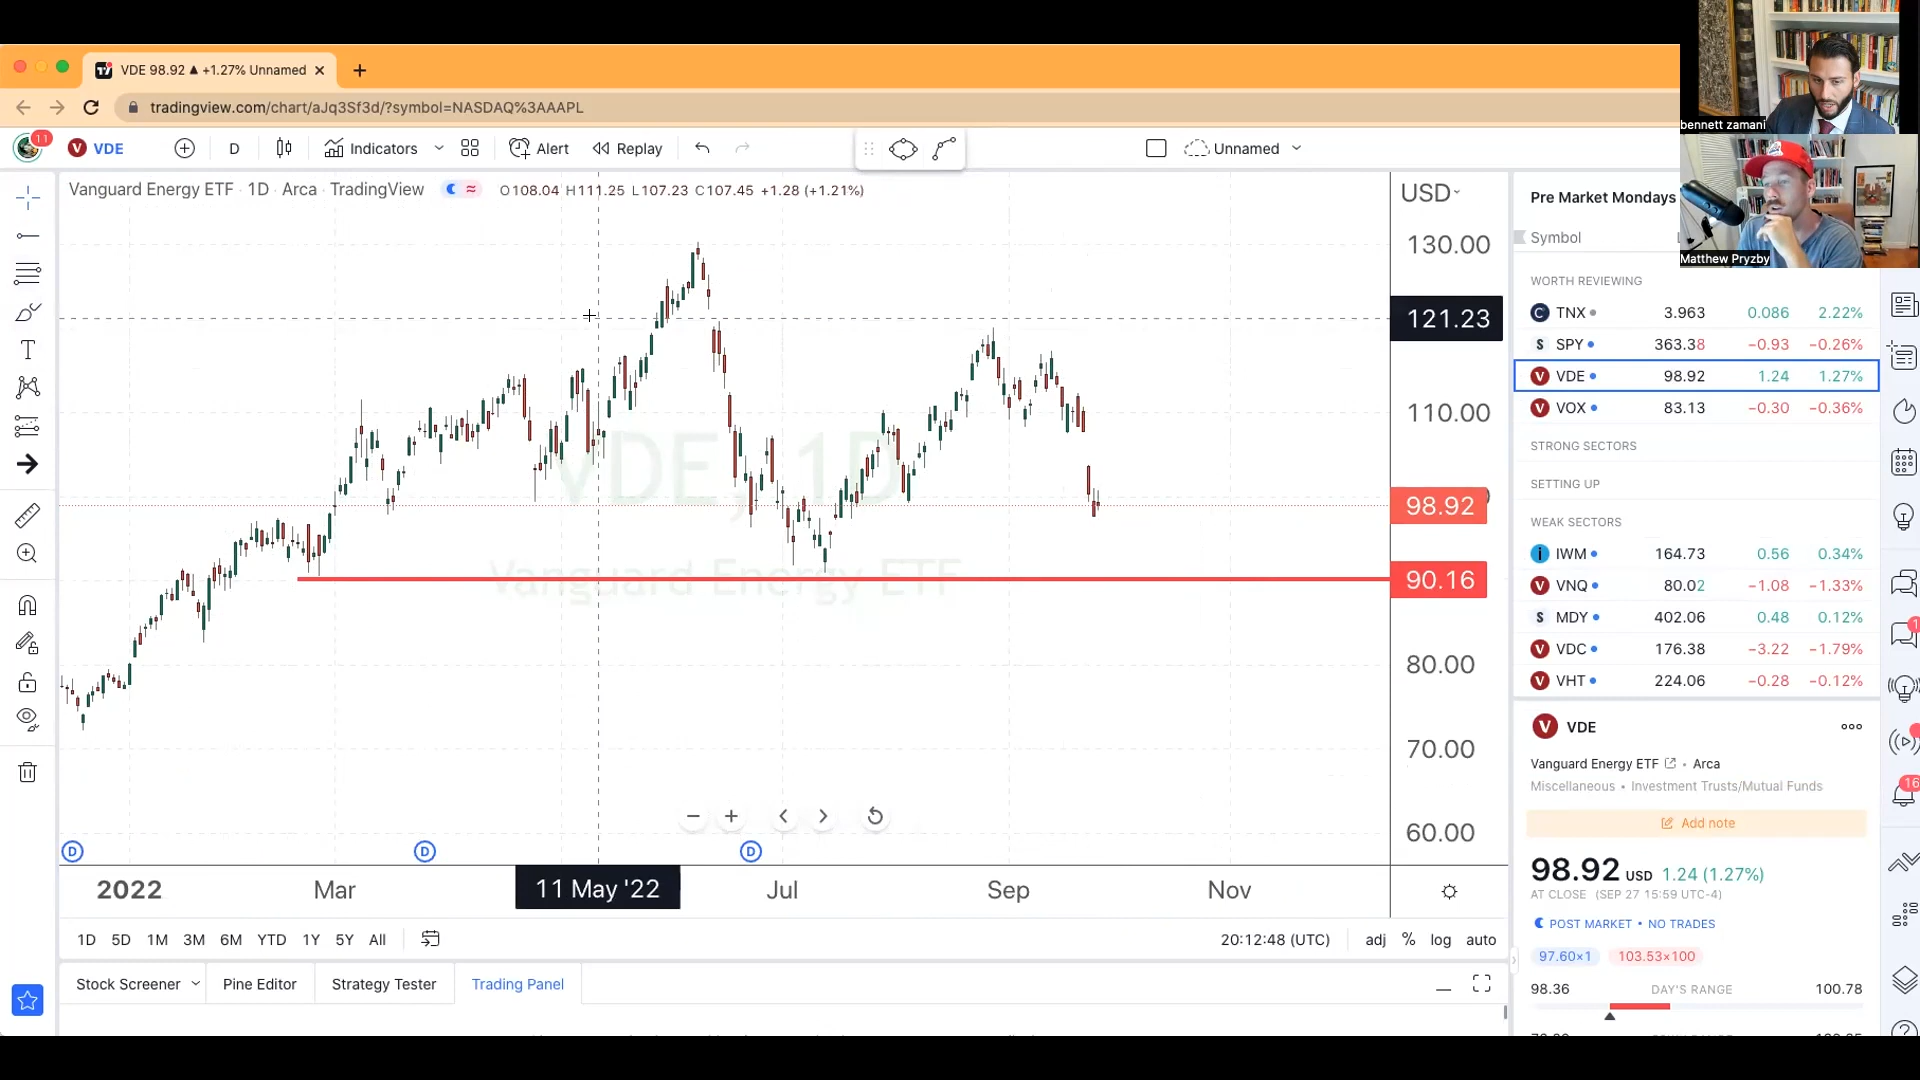 VDE 98.92 ▲ +1.27% Unnamed
tradingview.com/chart/aJq3Sf3d/?symbol=NASDAQ%3AAAPL
bennett zamani
Matthew Pryzby
11
V VDE
D
Indicators
Alert
Replay
Unnamed
Vanguard Energy ETF · 1D · Arca · TradingView
O108.04 H111.25 L107.23 C107.45 +1.28 (+1.21%)
USD
130.00
121.23
110.00
98.92
90.16
80.00
70.00
60.00
VDE, 1D
Vanguard Energy ETF
D
D
D
2022
Mar
11 May '22
Jul
Sep
Nov
1D 5D 1M 3M 6M YTD 1Y 5Y All
20:12:48 (UTC)
adj % log auto
Stock Screener
Pine Editor
Strategy Tester
Trading Panel
Pre Market Mondays
Symbol
L
WORTH REVIEWING
C TNX 3.963 0.086 2.22%
S SPY 363.38 −0.93 −0.26%
V VDE 98.92 1.24 1.27%
V VOX 83.13 −0.30 −0.36%
STRONG SECTORS
SETTING UP
WEAK SECTORS
i IWM 164.73 0.56 0.34%
V VNQ 80.02 −1.08 −1.33%
S MDY 402.06 0.48 0.12%
V VDC 176.38 −3.22 −1.79%
V VHT 224.06 −0.28 −0.12%
V VDE
Vanguard Energy ETF · Arca
Miscellaneous • Investment Trusts/Mutual Funds
Add note
98.92 USD 1.24 (1.27%)
AT CLOSE (SEP 27 15:59 UTC-4)
POST MARKET • NO TRADES
97.60×1 103.53×100
98.36 DAY'S RANGE 100.78
1
16